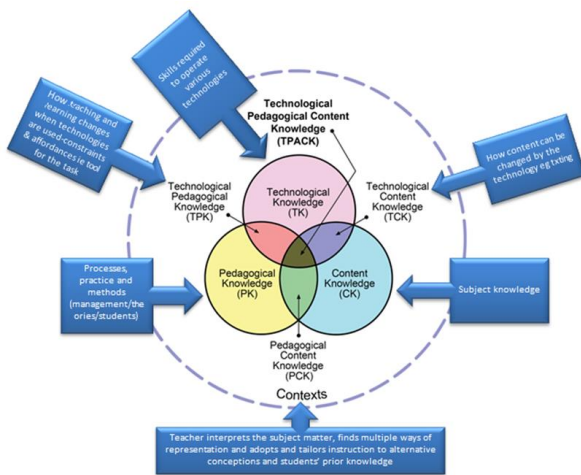 Skills required
to operate
various
technologies
How teaching and
learning changes
when technologies
are used-constraints
& affordances ie tool
for the task
Technological
Pedagogical Content
Knowledge
(TPACK)
How content can be
changed by the
technology eg txting
Technological
Pedagogical
Knowledge
(TPK)
Technological
Knowledge
(TK)
Technological
Content
Knowledge
(TCK)
Processes,
practice and
methods
(management/the
ories/students)
Pedagogical
Knowledge
(PK)
Content
Knowledge
(CK)
Subject knowledge
Pedagogical
Content
Knowledge
(PCK)
Contexts
Teacher interprets the subject matter, finds multiple ways of
representation and adopts and tailors instruction to alternative
conceptions and students' prior knowledge